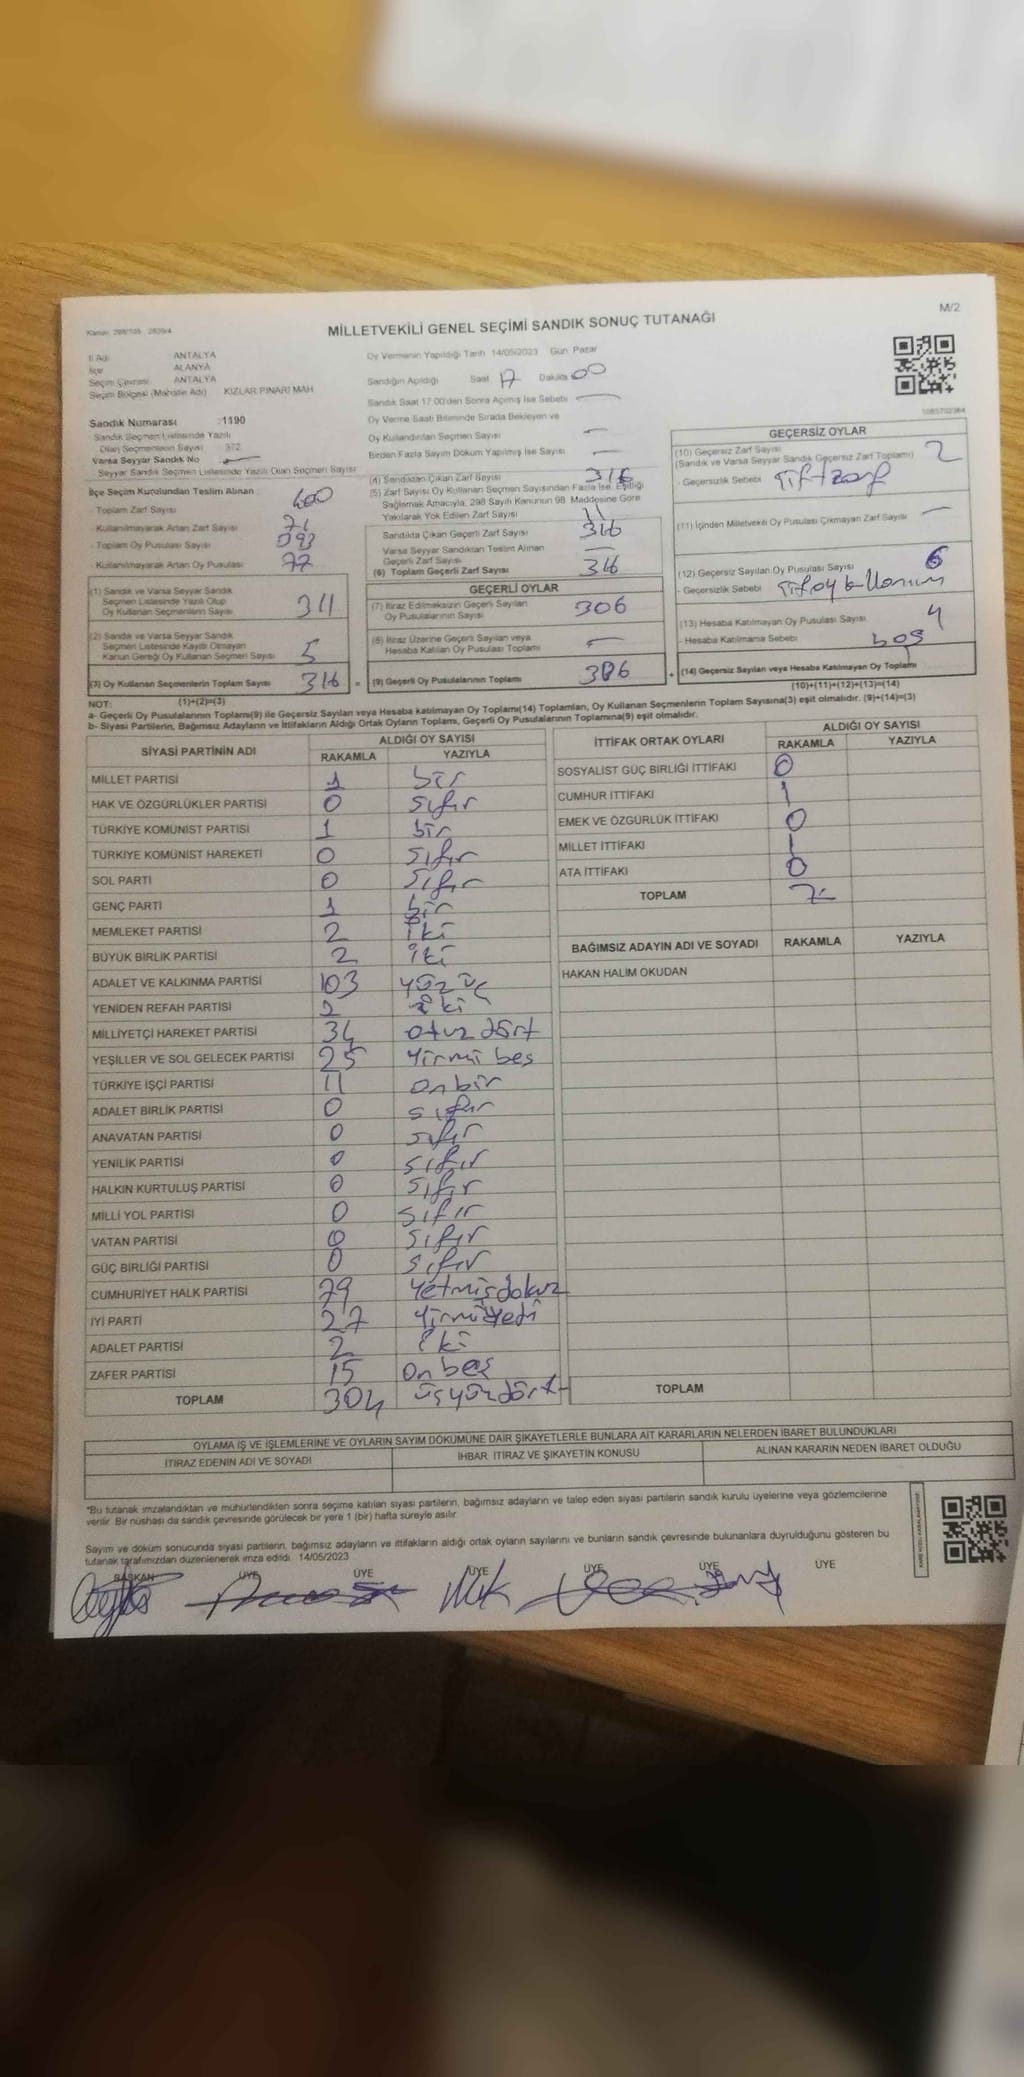 M/2
MİLLETVEKİLİ GENEL SEÇİMİ SANDIK SONUÇ TUTANAĞI
İl Adı ANTALYA
İlçe ALANYA
Seçim Çevresi ANTALYA
Seçim Bölgesi (Mahalle Adı) KIZLAR PINARI MAH
Oy Vermenin Yapıldığı Tarih 14/05/2023 Gün Pazar
Sandığın Açıldığı Saat 17 Dakika 00
Sandık Saat 17.00'den Sonra Açımış İse Sebebi —
Oy Verme Saati Bitiminde Sırada Bekleyen ve
Oy Kullandırılan Seçmen Sayısı —
Birden Fazla Sayım Döküm Yapılmış İse Sayısı —
Sandık Numarası :1190
Sandık Seçmen Listesinde Yazılı
Olan Seçmenlerin Sayısı 372
Varsa Seyyar Sandık No —
Seyyar Sandık Seçmen Listesinde Yazılı Olan Seçmen Sayısı
İlçe Seçim Kurulundan Teslim Alınan :
- Toplam Zarf Sayısı 400
- Kullanılmayarak Artan Zarf Sayısı
- Toplam Oy Pusulası Sayısı
- Kullanılmayarak Artan Oy Pusulası 77
(4) Sandıktan Çıkan Zarf Sayısı 316
(5) Zarf Sayısı Oy Kullanan Seçmen Sayısından Fazla İse, Eşitliği
Sağlamak Amacıyla, 298 Sayılı Kanunun 98. Maddesine Göre
Yakılarak Yok Edilen Zarf Sayısı
Sandıkta Çıkan Geçerli Zarf Sayısı 316
Varsa Seyyar Sandıktan Teslim Alınan
Geçerli Zarf Sayısı —
(6) Toplam Geçerli Zarf Sayısı 316
GEÇERSİZ OYLAR
(10) Geçersiz Zarf Sayısı 2
(Sandık ve Varsa Seyyar Sandık Geçersiz Zarf Toplamı)
- Geçersizlik Sebebi çift zarf
(11) İçinden Milletvekili Oy Pusulası Çıkmayan Zarf Sayısı —
(12) Geçersiz Sayılan Oy Pusulası Sayısı 6
- Geçersizlik Sebebi çift oy kullanım
(13) Hesaba Katılmayan Oy Pusulası Sayısı 4
- Hesaba Katılmama Sebebi boş
(14) Geçersiz Sayılan veya Hesaba Katılmayan Oy Toplamı
(10)+(11)+(12)+(13)=(14)
(1) Sandık ve Varsa Seyyar Sandık
Seçmen Listesinde Yazılı Olup
Oy Kullanan Seçmenlerin Sayısı 311
(2) Sandık ve Varsa Seyyar Sandık
Seçmen Listesinde Kayıtlı Olmayan
Kanun Gereği Oy Kullanan Seçmen Sayısı 5
(3) Oy Kullanan Seçmenlerin Toplam Sayısı 316 =
(1)+(2)=(3)
GEÇERLİ OYLAR
(7) İtiraz Edilmeksizin Geçerli Sayılan
Oy Pusulalarının Sayısı 306
(8) İtiraz Üzerine Geçerli Sayılan veya
Hesaba Katılan Oy Pusulası Toplamı —
(9) Geçerli Oy Pusulalarının Toplamı 306 +
NOT:
a- Geçerli Oy Pusulalarının Toplamı(9) ile Geçersiz Sayılan veya Hesaba katılmayan Oy Toplamı(14) Toplamları, Oy Kullanan Seçmenlerin Toplam Sayısına(3) eşit olmalıdır. (9)+(14)=(3)
b- Siyasi Partilerin, Bağımsız Adayların ve İttifakların Aldığı Ortak Oyların Toplamı, Geçerli Oy Pusulalarının Toplamına(9) eşit olmalıdır.
SİYASİ PARTİNİN ADI ALDIĞI OY SAYISI
RAKAMLA YAZIYLA
MİLLET PARTİSİ 1 bir
HAK VE ÖZGÜRLÜKLER PARTİSİ 0 sıfır
TÜRKİYE KOMÜNİST PARTİSİ 1 bir
TÜRKİYE KOMÜNİST HAREKETİ 0 sıfır
SOL PARTİ 0 sıfır
GENÇ PARTİ 1 bir
MEMLEKET PARTİSİ 2 iki
BÜYÜK BİRLİK PARTİSİ 2 iki
ADALET VE KALKINMA PARTİSİ 103 yüz üç
YENİDEN REFAH PARTİSİ 2 iki
MİLLİYETÇİ HAREKET PARTİSİ 34 otuz dört
YEŞİLLER VE SOL GELECEK PARTİSİ 25 Yirmi beş
TÜRKİYE İŞÇİ PARTİSİ 11 on bir
ADALET BİRLİK PARTİSİ 0 sıfır
ANAVATAN PARTİSİ 0 sıfır
YENİLİK PARTİSİ 0 sıfır
HALKIN KURTULUŞ PARTİSİ 0 sıfır
MİLLİ YOL PARTİSİ 0 sıfır
VATAN PARTİSİ 0 sıfır
GÜÇ BİRLİĞİ PARTİSİ 0 sıfır
CUMHURİYET HALK PARTİSİ 79 Yetmişdokuz
İYİ PARTİ 27 Yirmiyedi
ADALET PARTİSİ 2 iki
ZAFER PARTİSİ 15 On beş
TOPLAM 304 üçyüzdört
İTTİFAK ORTAK OYLARI ALDIĞI OY SAYISI
RAKAMLA YAZIYLA
SOSYALİST GÜÇ BİRLİĞİ İTTİFAKI 0
CUMHUR İTTİFAKI 1
EMEK VE ÖZGÜRLÜK İTTİFAKI 0
MİLLET İTTİFAKI 1
ATA İTTİFAKI 0
TOPLAM 2
BAĞIMSIZ ADAYIN ADI VE SOYADI RAKAMLA YAZIYLA
HAKAN HALİM OKUDAN
TOPLAM
OYLAMA İŞ VE İŞLEMLERİNE VE OYLARIN SAYIM DÖKÜMÜNE DAİR ŞİKAYETLERLE BUNLARA AİT KARARLARIN NELERDEN İBARET BULUNDUKLARI
İTİRAZ EDENİN ADI VE SOYADI İHBAR, İTİRAZ VE ŞİKAYETİN KONUSU ALINAN KARARIN NEDEN İBARET OLDUĞU
*Bu tutanak imzalandıktan ve mühürlendikten sonra seçime katılan siyasi partilerin, bağımsız adayların ve talep eden siyasi partilerin sandık kurulu üyelerine veya gözlemcilerine
verilir. Bir nüshası da sandık çevresinde görülecek bir yere 1 (bir) hafta süreyle asılır.
Sayım ve döküm sonucunda siyasi partilerin, bağımsız adayların ve ittifakların aldığı ortak oyların sayılarını ve bunların sandık çevresinde bulunanlara duyrulduğunu gösteren bu
tutanak tarafımızdan düzenlenerek imza edildi. 14/05/2023
BAŞKAN ÜYE ÜYE ÜYE ÜYE ÜYE ÜYE